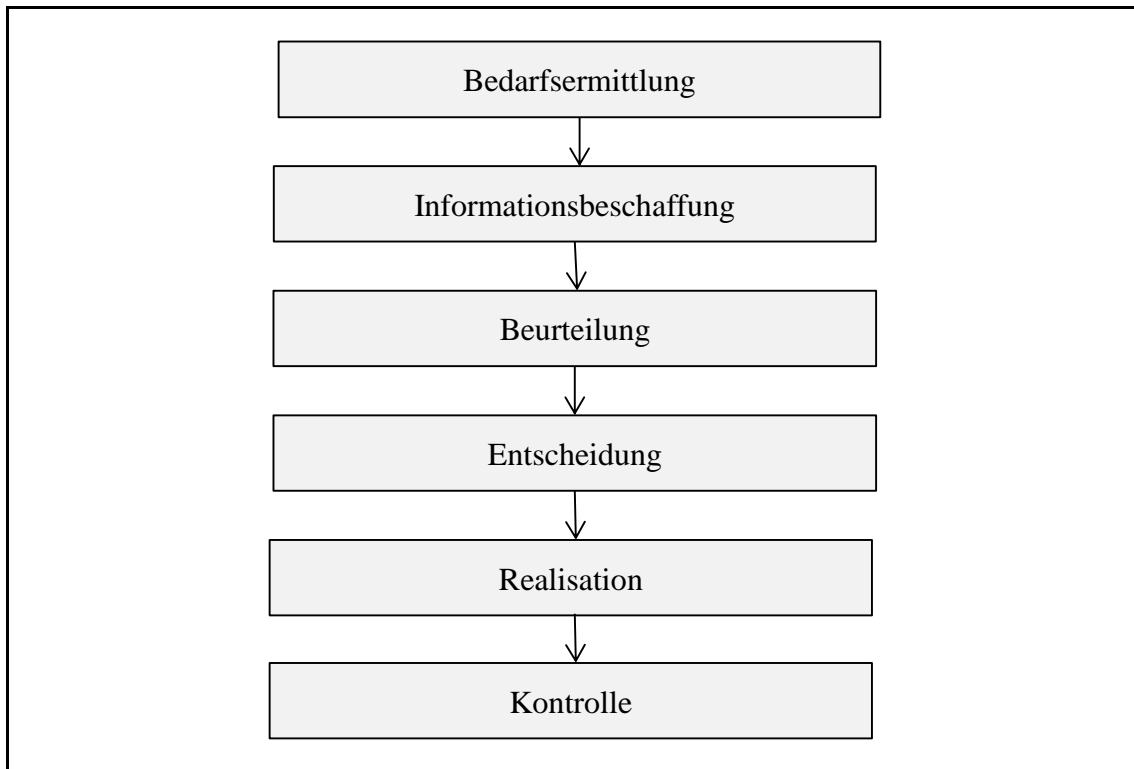 Bedarfsermittlung
Informationsbeschaffung
Beurteilung
Entscheidung
Realisation
Kontrolle